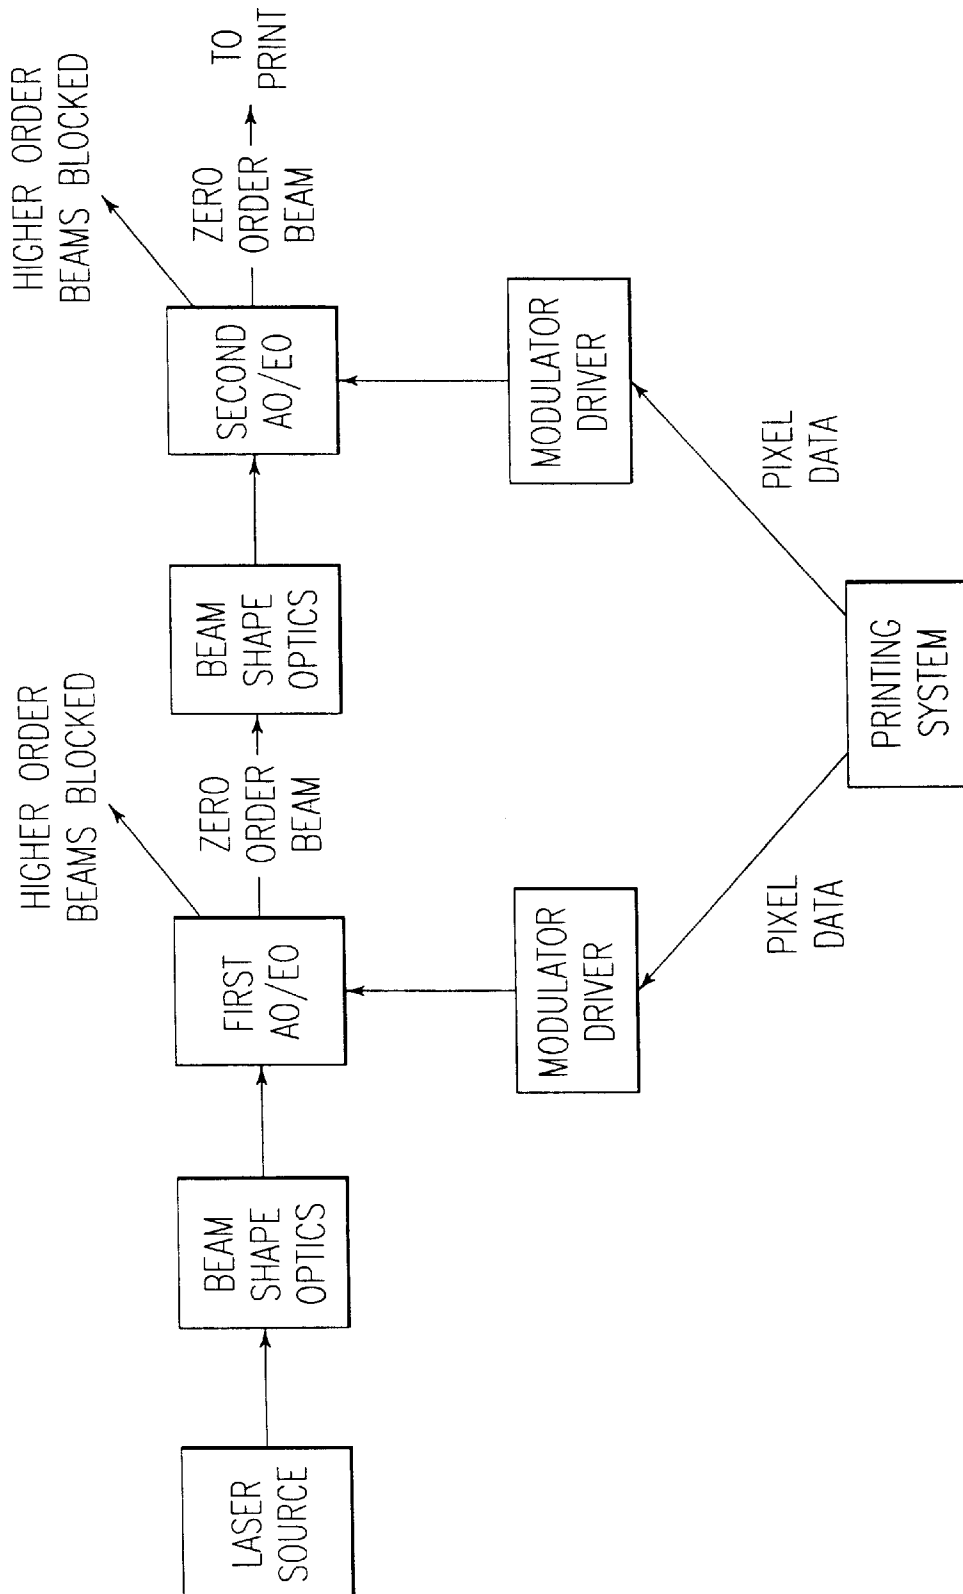 LASER
SOURCE
BEAM
SHAPE
OPTICS
FIRST
AO/EO
HIGHER ORDER
BEAMS BLOCKED
ZERO
ORDER
BEAM
BEAM
SHAPE
OPTICS
SECOND
AO/EO
HIGHER ORDER
BEAMS BLOCKED
ZERO
ORDER
BEAM
TO
PRINT
MODULATOR
DRIVER
MODULATOR
DRIVER
PIXEL
DATA
PIXEL
DATA
PRINTING
SYSTEM